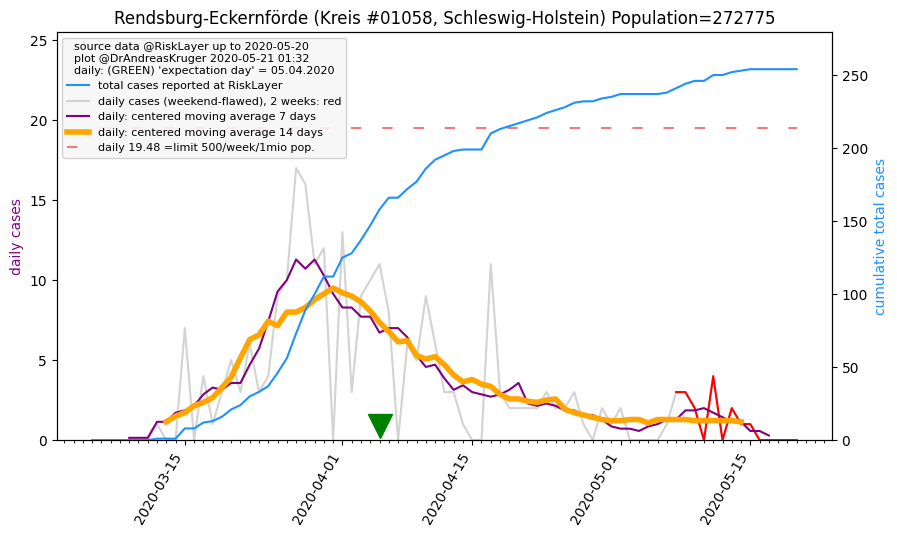 Rendsburg-Eckernförde (Kreis #01058, Schleswig-Holstein) Population=272775
source data @RiskLayer up to 2020-05-20
plot @DrAndreasKruger 2020-05-21 01:32
daily: (GREEN) 'expectation day' = 05.04.2020
total cases reported at RiskLayer
daily cases (weekend-flawed), 2 weeks: red
daily: centered moving average 7 days
daily: centered moving average 14 days
daily 19.48 =limit 500/week/1mio pop.
daily cases
25
20
15
10
5
0
cumulative total cases
250
200
150
100
50
0
2020-03-15
2020-04-01
2020-04-15
2020-05-01
2020-05-15